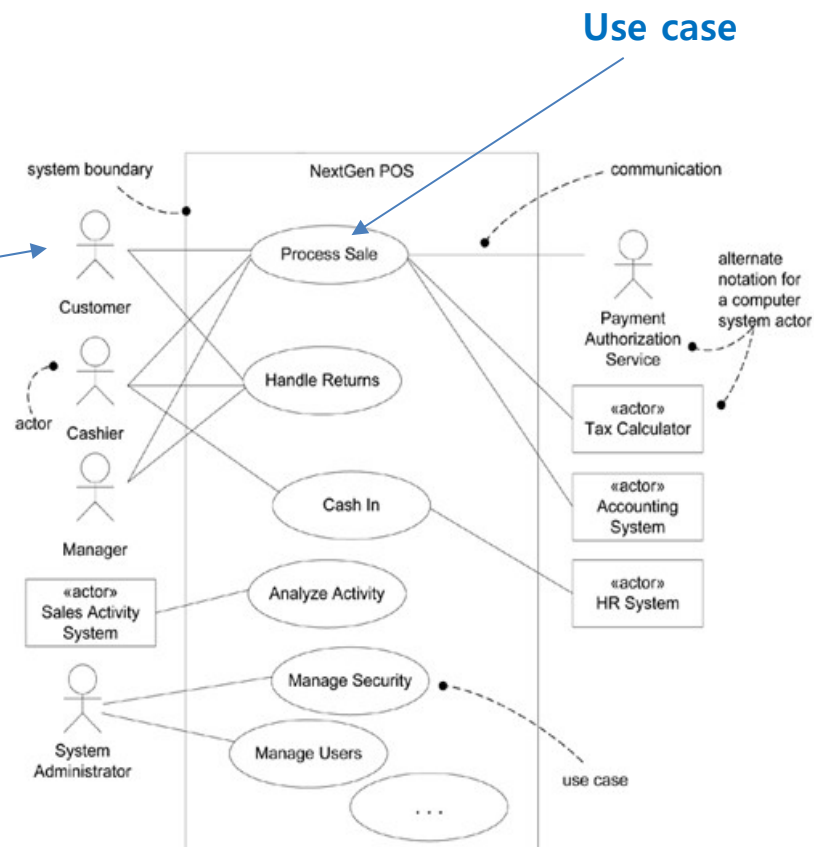 Use case
system boundary
NextGen POS
communication
Process Sale
Customer
alternate
notation for
a computer
system actor
Payment
Authorization
Service
Handle Returns
actor
Cashier
«actor»
Tax Calculator
Cash In
«actor»
Accounting
System
Manager
«actor»
Sales Activity
System
Analyze Activity
«actor»
HR System
Manage Security
System
Administrator
Manage Users
use case
. . .